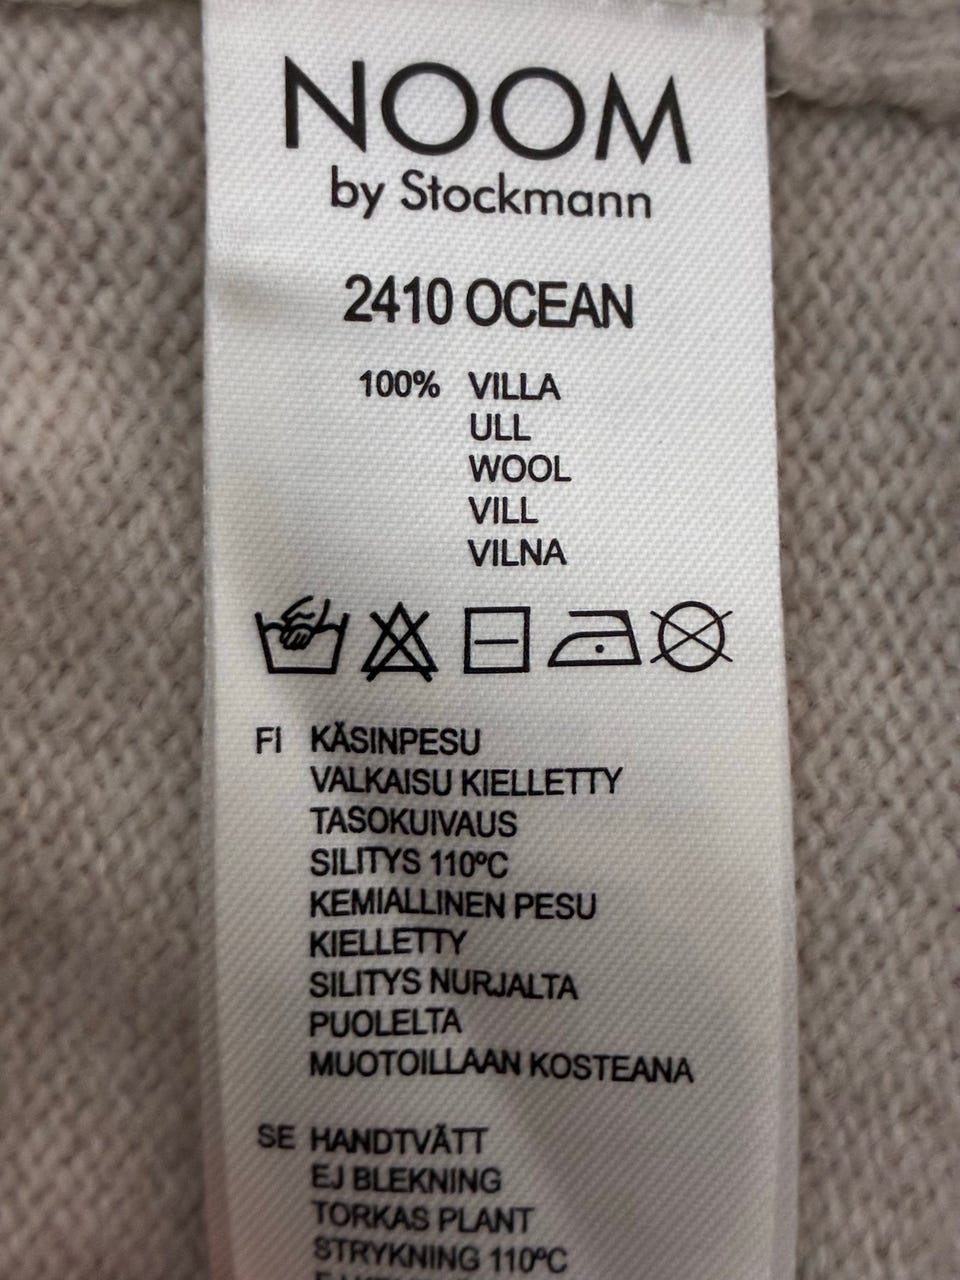 NOOM
by Stockmann
2410 OCEAN
100% VILLA
ULL
WOOL
VILL
VILNA
FI KÄSINPESU
VALKAISU KIELLETTY
TASOKUIVAUS
SILITYS 110ºC
KEMIALLINEN PESU
KIELLETTY
SILITYS NURJALTA
PUOLELTA
MUOTOILLAAN KOSTEANA
SE HANDTVÄTT
EJ BLEKNING
TORKAS PLANT
STRYKNING 110ºC